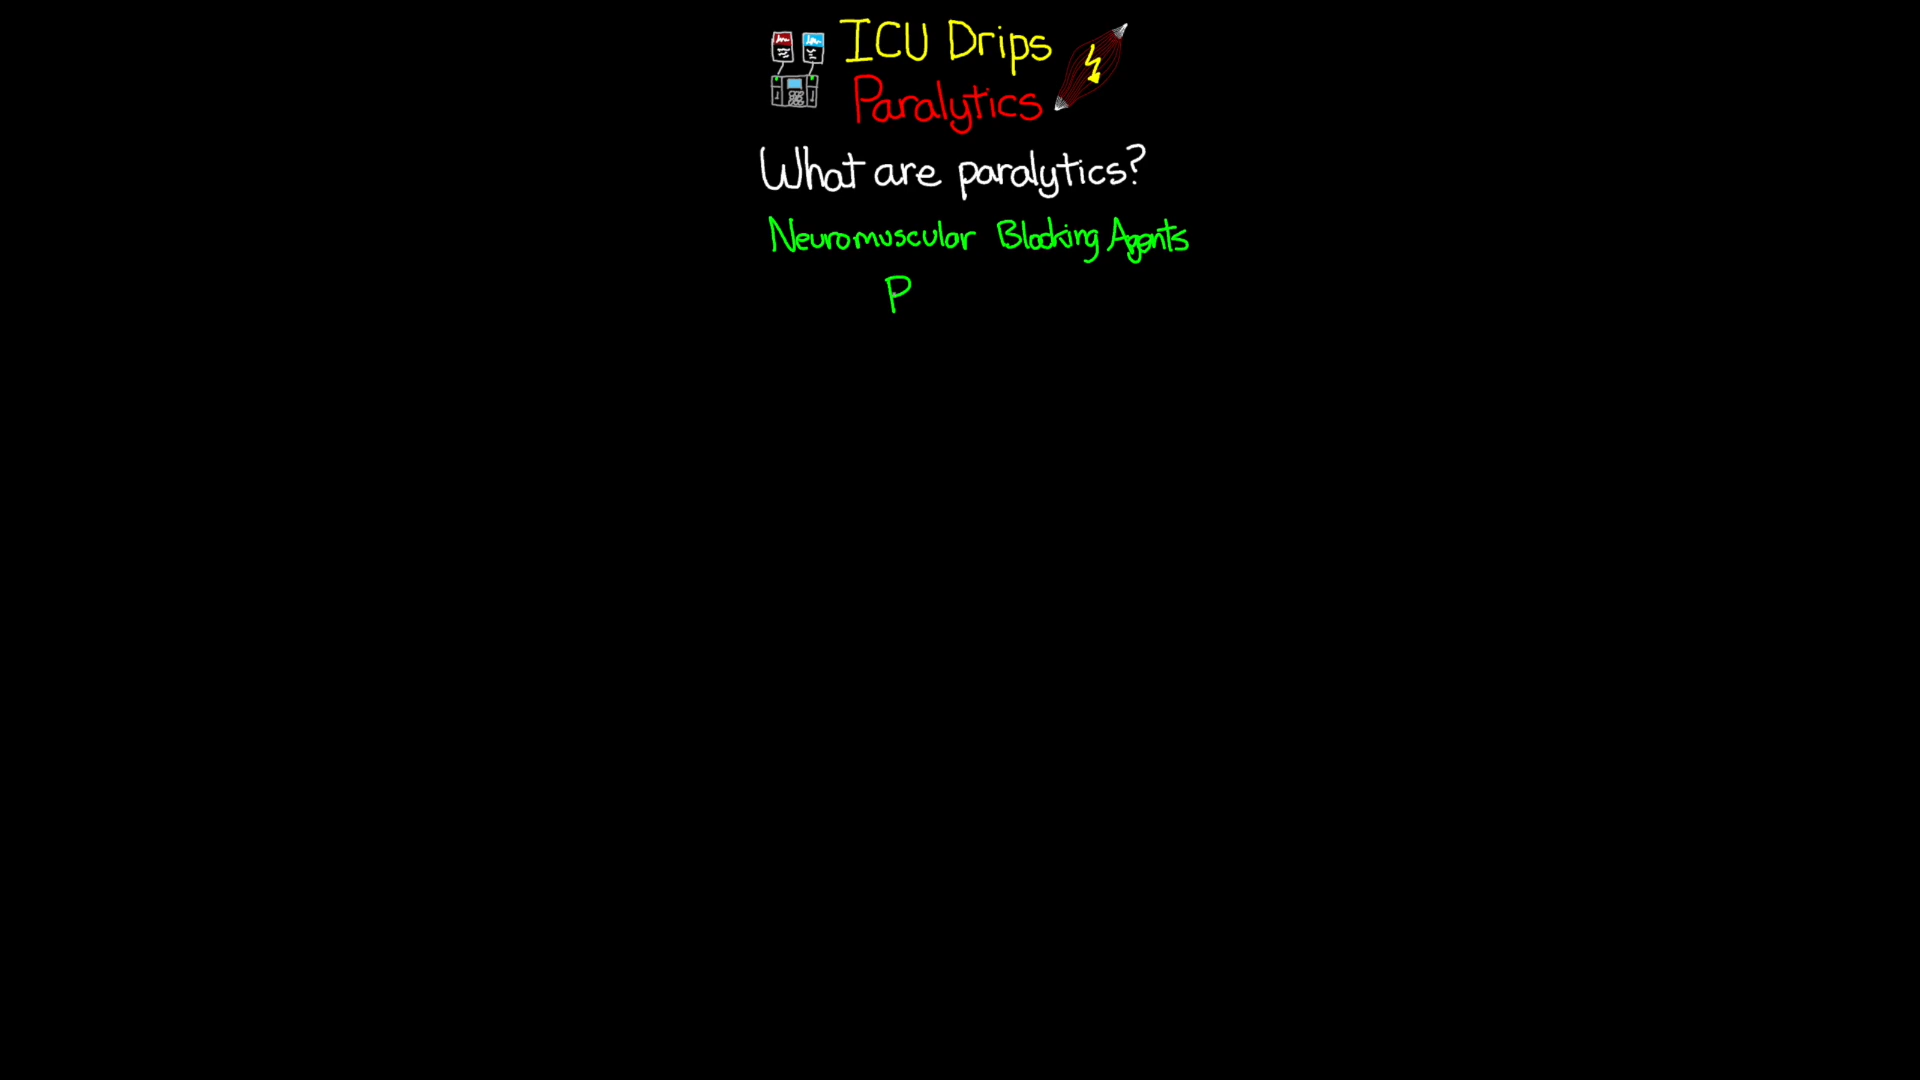 ICU Drips
Paralytics
What are paralytics?
Neuromuscular Blocking Agents
P